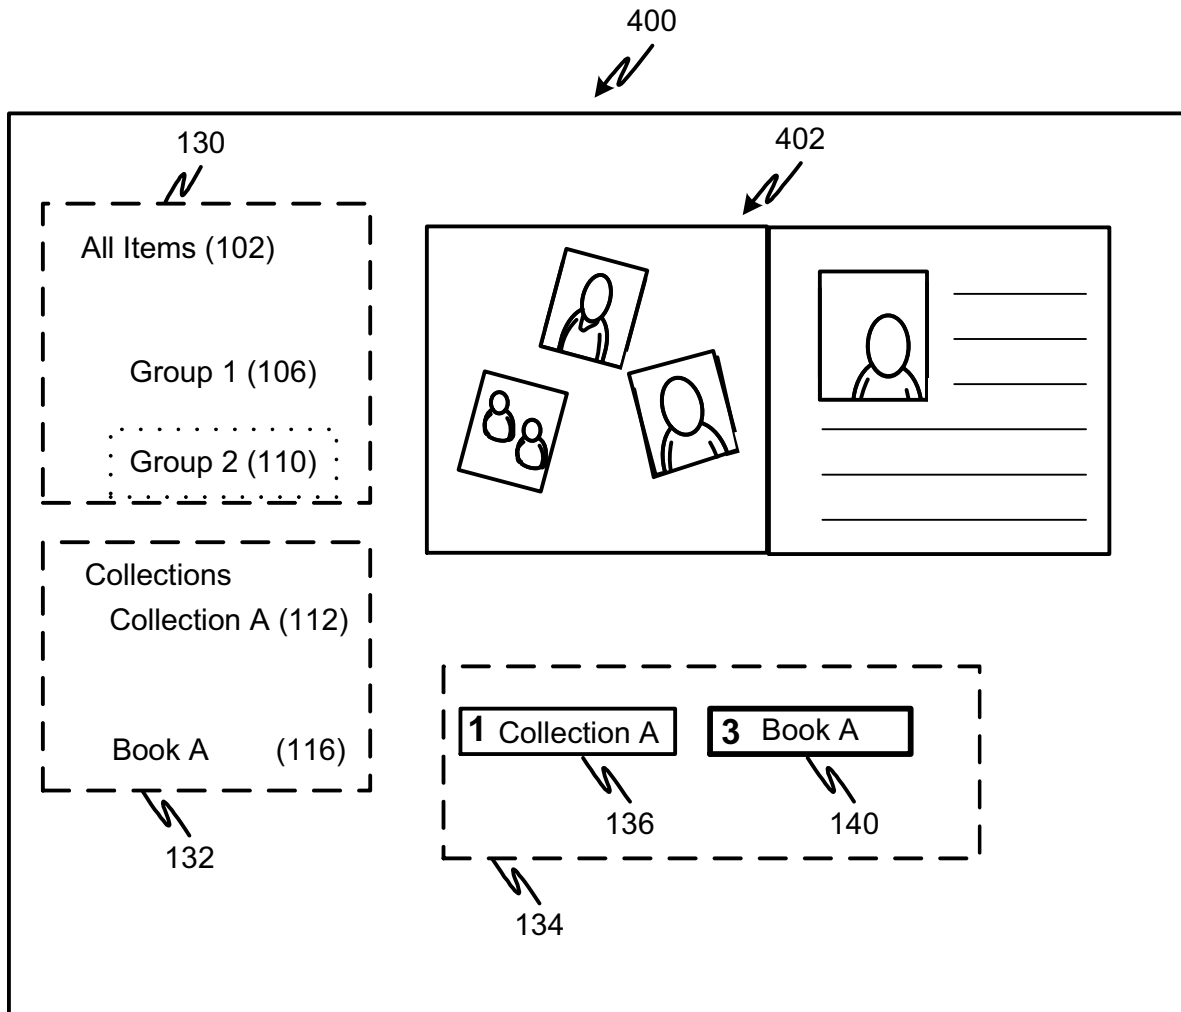 400
130
402
All Items (102)
Group 1 (106)
Group 2 (110)
Collections
Collection A (112)
Book A (116)
1 Collection A
3 Book A
136
140
132
134